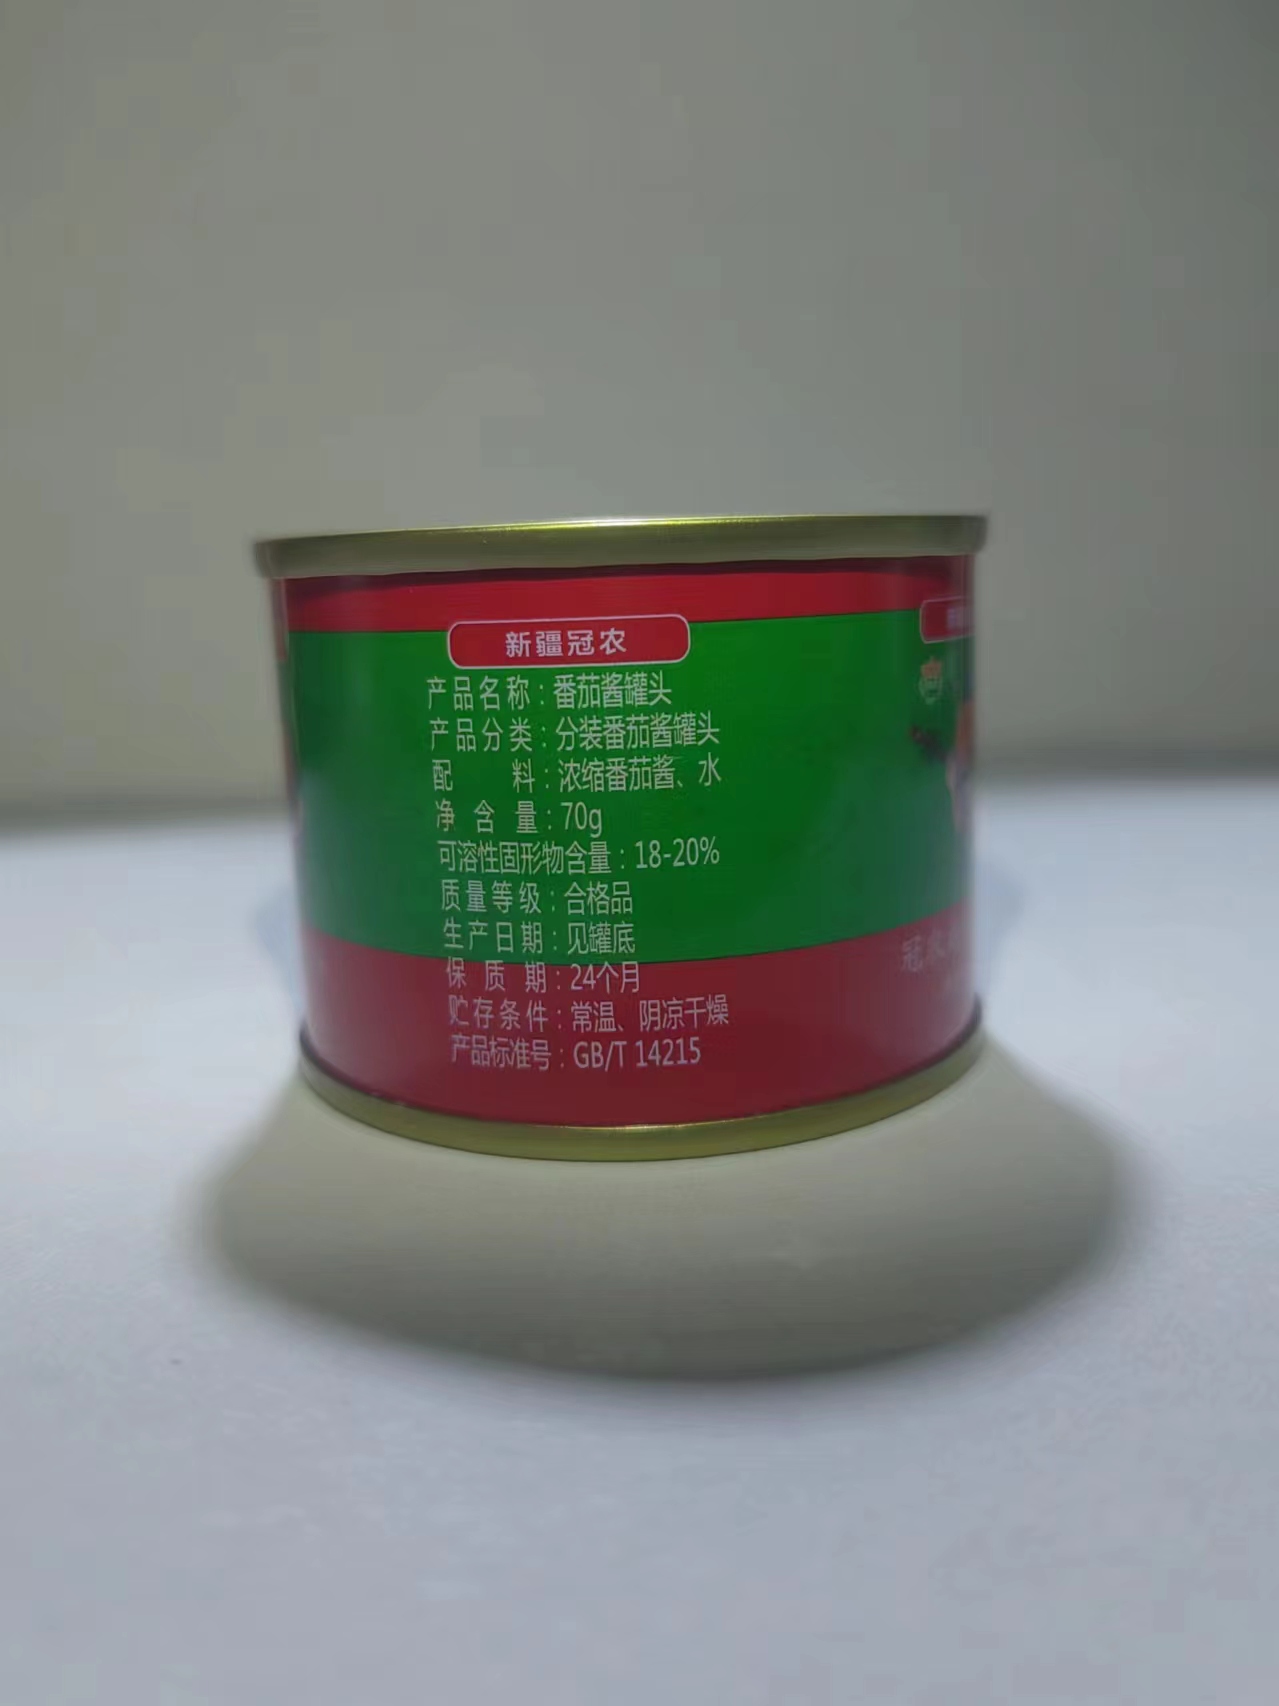 新疆冠农
产品名称：番茄酱罐头
产品分类：分装番茄酱罐头
配料：浓缩番茄酱、水
净含量：70g
可溶性固形物含量：18-20%
质量等级：合格品
生产日期：见罐底
保质期：24个月
贮存条件：常温、阴凉干燥
产品标准号：GB/T 14215